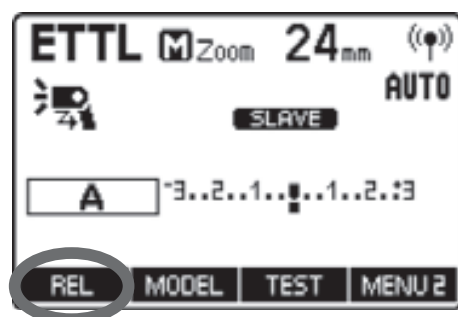 ETTL M Zoom 24mm
AUTO
SLAVE
A -3..2..1..▮..1..2.:3
REL MODEL TEST MENU 2